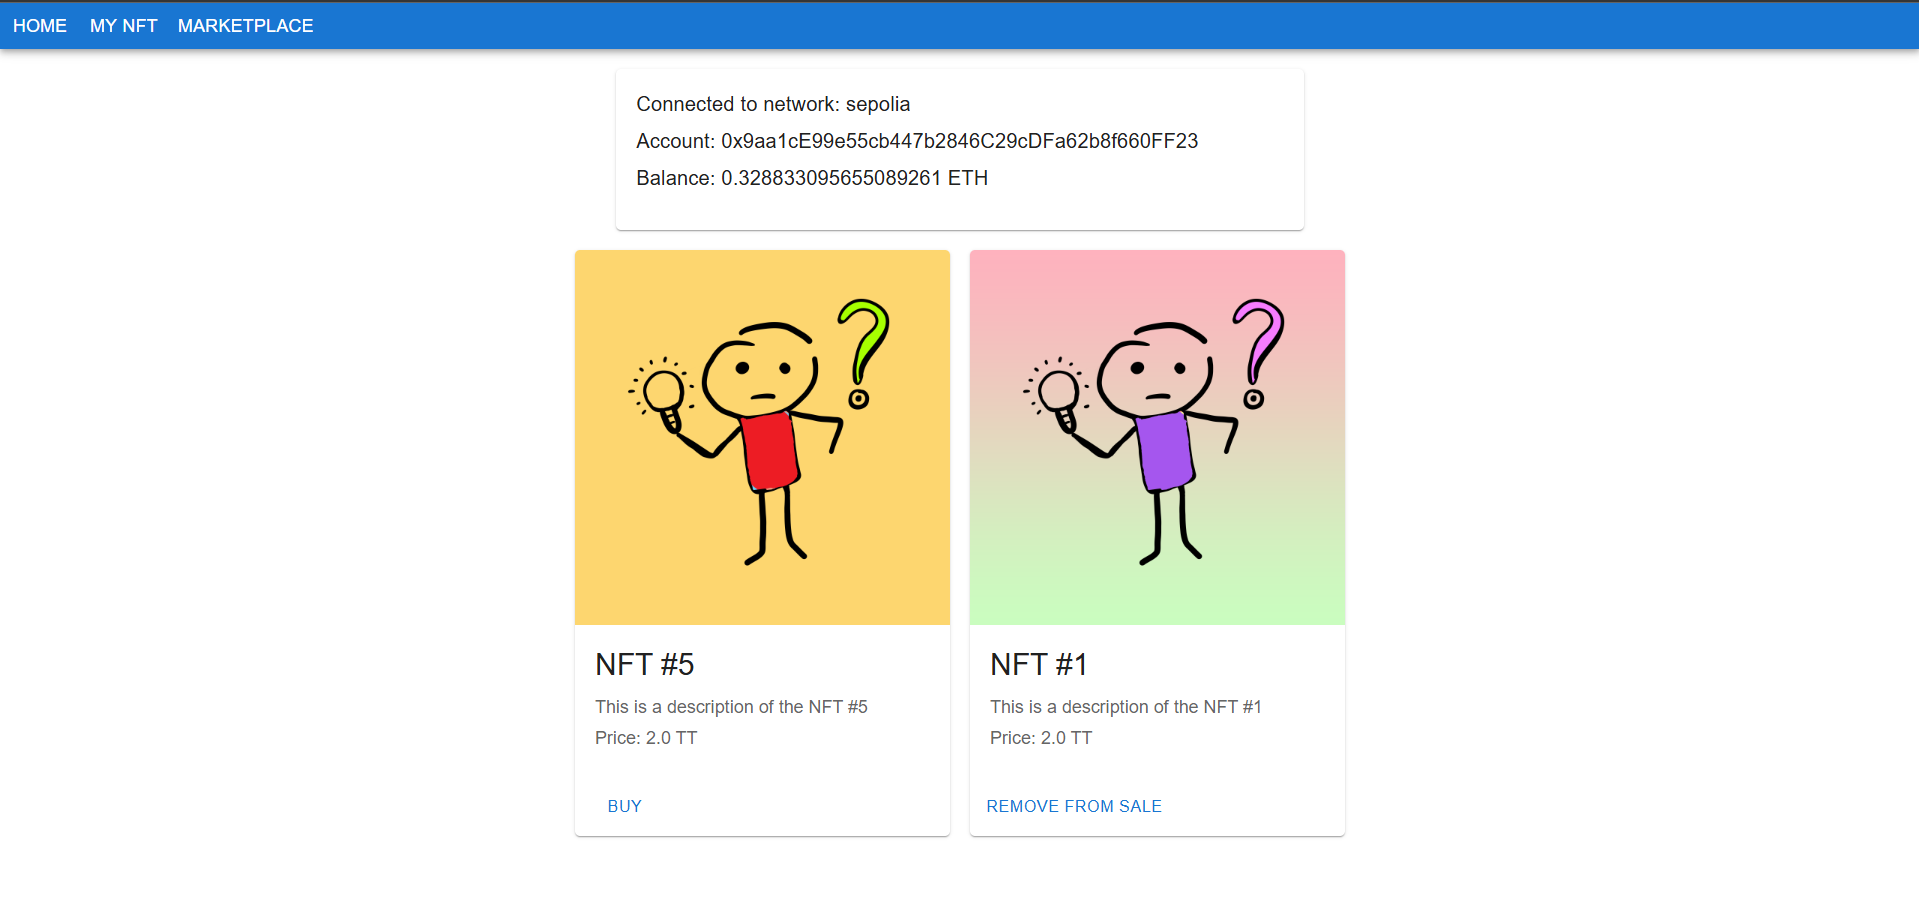 HOME MY NFT MARKETPLACE
Connected to network: sepolia
Account: 0x9aa1cE99e55cb447b2846C29cDFa62b8f660FF23
Balance: 0.328833095655089261 ETH
NFT #5
This is a description of the NFT #5
Price: 2.0 TT
BUY
NFT #1
This is a description of the NFT #1
Price: 2.0 TT
REMOVE FROM SALE